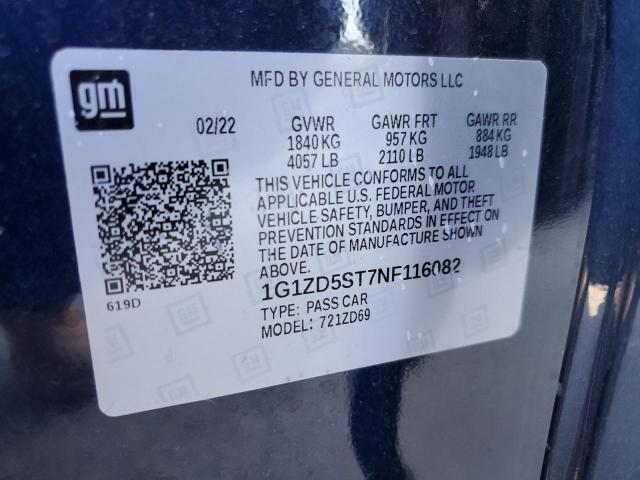 gm
MFD BY GENERAL MOTORS LLC
02/22 GVWR GAWR FRT GAWR RR
1840 KG 957 KG 884 KG
4057 LB 2110 LB 1948 LB
THIS VEHICLE CONFORMS TO ALL
APPLICABLE U.S. FEDERAL MOTOR
VEHICLE SAFETY, BUMPER, AND THEFT
PREVENTION STANDARDS IN EFFECT ON
THE DATE OF MANUFACTURE SHOWN
ABOVE.
619D
1G1ZD5ST7NF116082
TYPE: PASS CAR
MODEL: 721ZD69